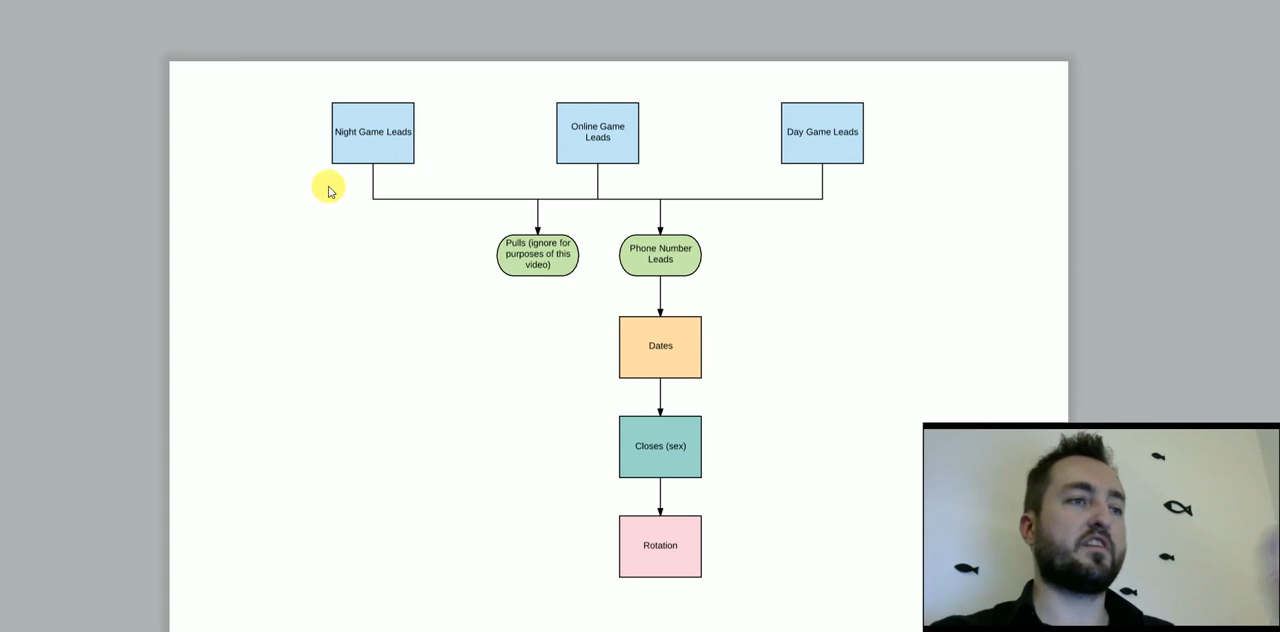 Night Game Leads
Online Game
Leads
Day Game Leads
Pulls (ignore for
purposes of this
video)
Phone Number
Leads
Dates
Closes (sex)
Rotation